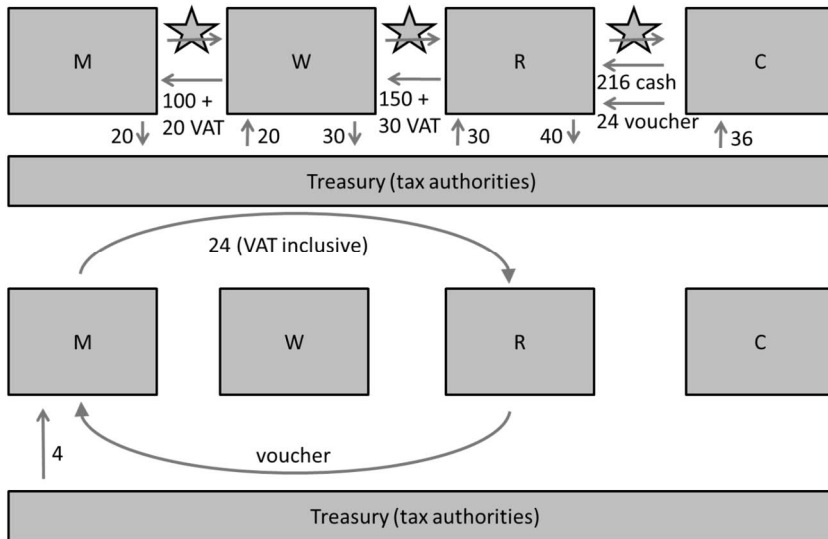 M
W
R
C
100 +
20 VAT
150 +
30 VAT
216 cash
24 voucher
20
20
30
30
40
36
Treasury (tax authorities)
24 (VAT inclusive)
M
W
R
C
4
voucher
Treasury (tax authorities)